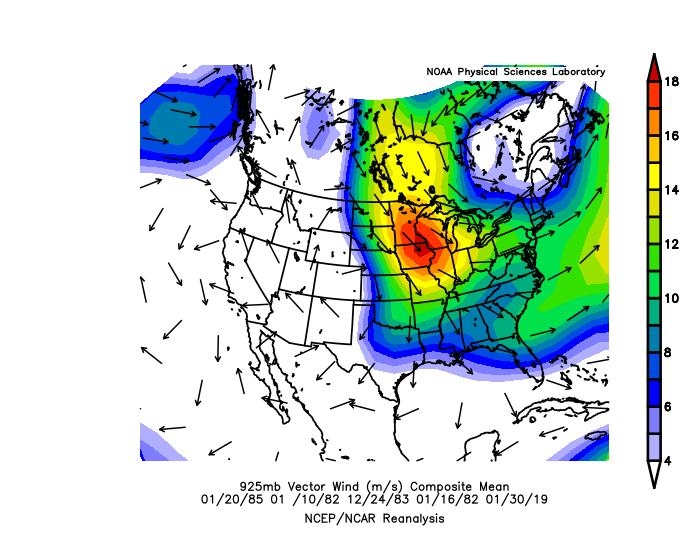 NOAA Physical Sciences Laboratory
18
16
14
12
10
8
6
4
925mb Vector Wind (m/s) Composite Mean
01/20/85 01 /10/82 12/24/83 01/16/82 01/30/19
NCEP/NCAR Reanalysis